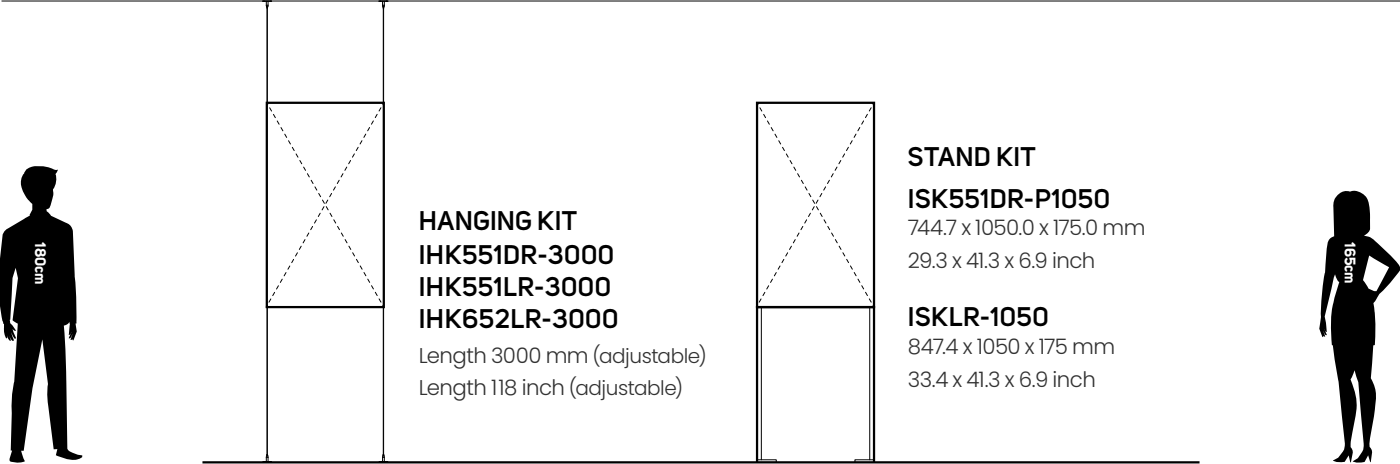 180cm
HANGING KIT
IHK551DR-3000
IHK551LR-3000
IHK652LR-3000
Length 3000 mm (adjustable)
Length 118 inch (adjustable)
STAND KIT
ISK551DR-P1050
744.7 x 1050.0 x 175.0 mm
29.3 x 41.3 x 6.9 inch
ISKLR-1050
847.4 x 1050 x 175 mm
33.4 x 41.3 x 6.9 inch
165cm